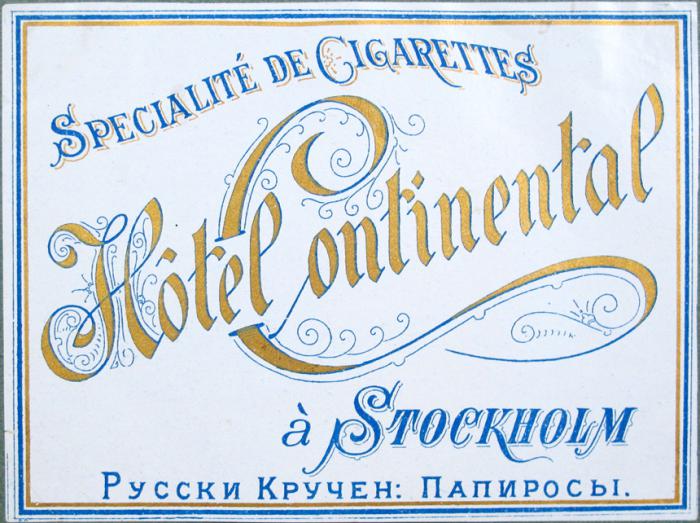 SPECIALITÉ DE CIGARETTES
Hôtel Continental
à STOCKHOLM
РУССКИ КРУЧЕН: ПАПИРОСЫ.